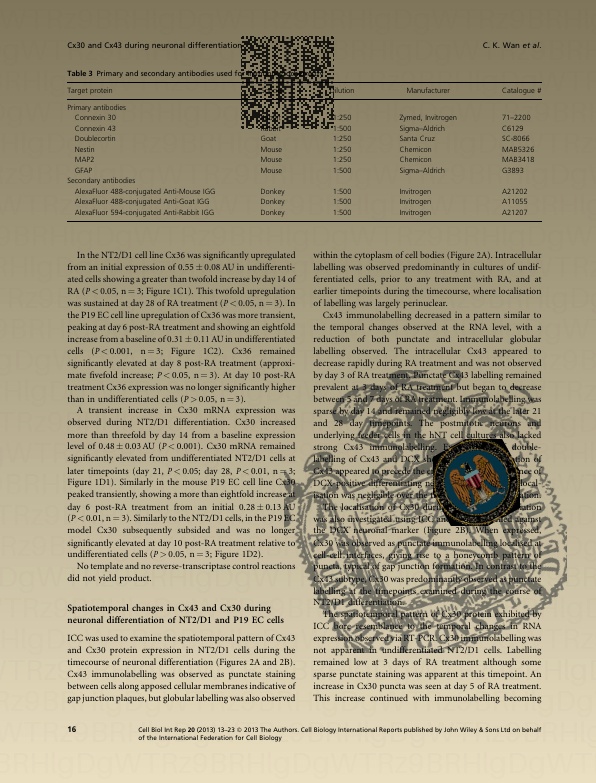 Cx30 and Cx43 during neuronal differentiation
C. K. Wan et al.
Table 3 Primary and secondary antibodies used
Target protein
Manufacturer
Catalogue #
Primary antibodies
Connexin 30 1:250 Zymed, Invitrogen 71–2200
Connexin 43 1:500 Sigma–Aldrich C6129
Doublecortin Goat 1:250 Santa Cruz SC-8066
Nestin Mouse 1:250 Chemicon MAB5326
MAP2 Mouse 1:250 Chemicon MAB3418
GFAP Mouse 1:500 Sigma–Aldrich G3893
Secondary antibodies
AlexaFluor 488-conjugated Anti-Mouse IGG Donkey 1:500 Invitrogen A21202
AlexaFluor 488-conjugated Anti-Goat IGG Donkey 1:500 Invitrogen A11055
AlexaFluor 594-conjugated Anti-Rabbit IGG Donkey 1:500 Invitrogen A21207
In the NT2/D1 cell line Cx36 was significantly upregulated
from an initial expression of 0.55 ± 0.08 AU in undifferenti-
ated cells showing a greater than twofold increase by day 14 of
RA (P < 0.05, n = 3; Figure 1C1). This twofold upregulation
was sustained at day 28 of RA treatment (P < 0.05, n = 3). In
the P19 EC cell line upregulation of Cx36 was more transient,
peaking at day 6 post-RA treatment and showing an eightfold
increase from a baseline of 0.31 ± 0.11 AU in undifferentiated
cells (P < 0.001, n = 3; Figure 1C2). Cx36 remained
significantly elevated at day 8 post-RA treatment (approxi-
mate fivefold increase; P < 0.05, n = 3). At day 10 post-RA
treatment Cx36 expression was no longer significantly higher
than in undifferentiated cells (P > 0.05, n = 3).
A transient increase in Cx30 mRNA expression was
observed during NT2/D1 differentiation. Cx30 increased
more than threefold by day 14 from a baseline expression
level of 0.48 ± 0.03 AU (P < 0.001). Cx30 mRNA remained
significantly elevated from undifferentiated NT2/D1 cells at
later timepoints (day 21, P < 0.05; day 28, P < 0.01, n = 3;
Figure 1D1). Similarly in the mouse P19 EC cell line Cx30
peaked transiently, showing a more than eightfold increase at
day 6 post-RA treatment from an initial 0.28 ± 0.13 AU
(P < 0.01, n = 3). Similarly to the NT2/D1 cells, in the P19 EC
model Cx30 subsequently subsided and was no longer
significantly elevated at day 10 post-RA treatment relative to
undifferentiated cells (P > 0.05, n = 3; Figure 1D2).
No template and no reverse-transcriptase control reactions
did not yield product.
Spatiotemporal changes in Cx43 and Cx30 during
neuronal differentiation of NT2/D1 and P19 EC cells
ICC was used to examine the spatiotemporal pattern of Cx43
and Cx30 protein expression in NT2/D1 cells during the
timecourse of neuronal differentiation (Figures 2A and 2B).
Cx43 immunolabelling was observed as punctate staining
between cells along apposed cellular membranes indicative of
gap junction plaques, but globular labelling was also observed
within the cytoplasm of cell bodies (Figure 2A). Intracellular
labelling was observed predominantly in cultures of undif-
ferentiated cells, prior to any treatment with RA, and at
earlier timepoints during the timecourse, where localisation
of labelling was largely perinuclear.
Cx43 immunolabelling decreased in a pattern similar to
the temporal changes observed at the RNA level, with a
reduction of both punctate and intracellular globular
labelling observed. The intracellular Cx43 appeared to
decrease rapidly during RA treatment and was not observed
by day 3 of RA treatment. Punctate Cx43 labelling remained
prevalent at 3 days of RA treatment but began to decrease
between 5 and 7 days of RA treatment. Immunolabelling was
sparse by day 14 and remained negligibly low at the later 21
and 28 day timepoints. The postmitotic neurons and
underlying feeder cells in the hNT cell cultures also lacked
strong Cx43 immunolabelling. double-
labelling of Cx43 and DCX of
Cx43 appeared to precede the of
DCX-positive differentiating local-
isation was negligible over the
The localisation of Cx30
was also investigated using ICC and against
the DCX neuronal marker (Figure 2B). When expressed,
Cx30 was observed as punctate immunolabelling localised at
cell-cell interfaces, giving rise to a honeycomb pattern of
puncta, typical of gap junction formation. In contrast to the
Cx43 subtype, Cx30 was predominantly observed as punctate
labelling at the timepoints examined during the course of
NT2/D1 differentiation.
The spatiotemporal pattern of Cx30 protein exhibited by
ICC bore resemblance to the temporal changes in RNA
expression observed via RT-PCR. Cx30 immunolabelling was
not apparent in undifferentiated NT2/D1 cells. Labelling
remained low at 3 days of RA treatment although some
sparse punctate staining was apparent at this timepoint. An
increase in Cx30 puncta was seen at day 5 of RA treatment.
This increase continued with immunolabelling becoming
16
Cell Biol Int Rep 20 (2013) 13–23 © 2013 The Authors. Cell Biology International Reports published by John Wiley & Sons Ltd on behalf
of the International Federation for Cell Biology